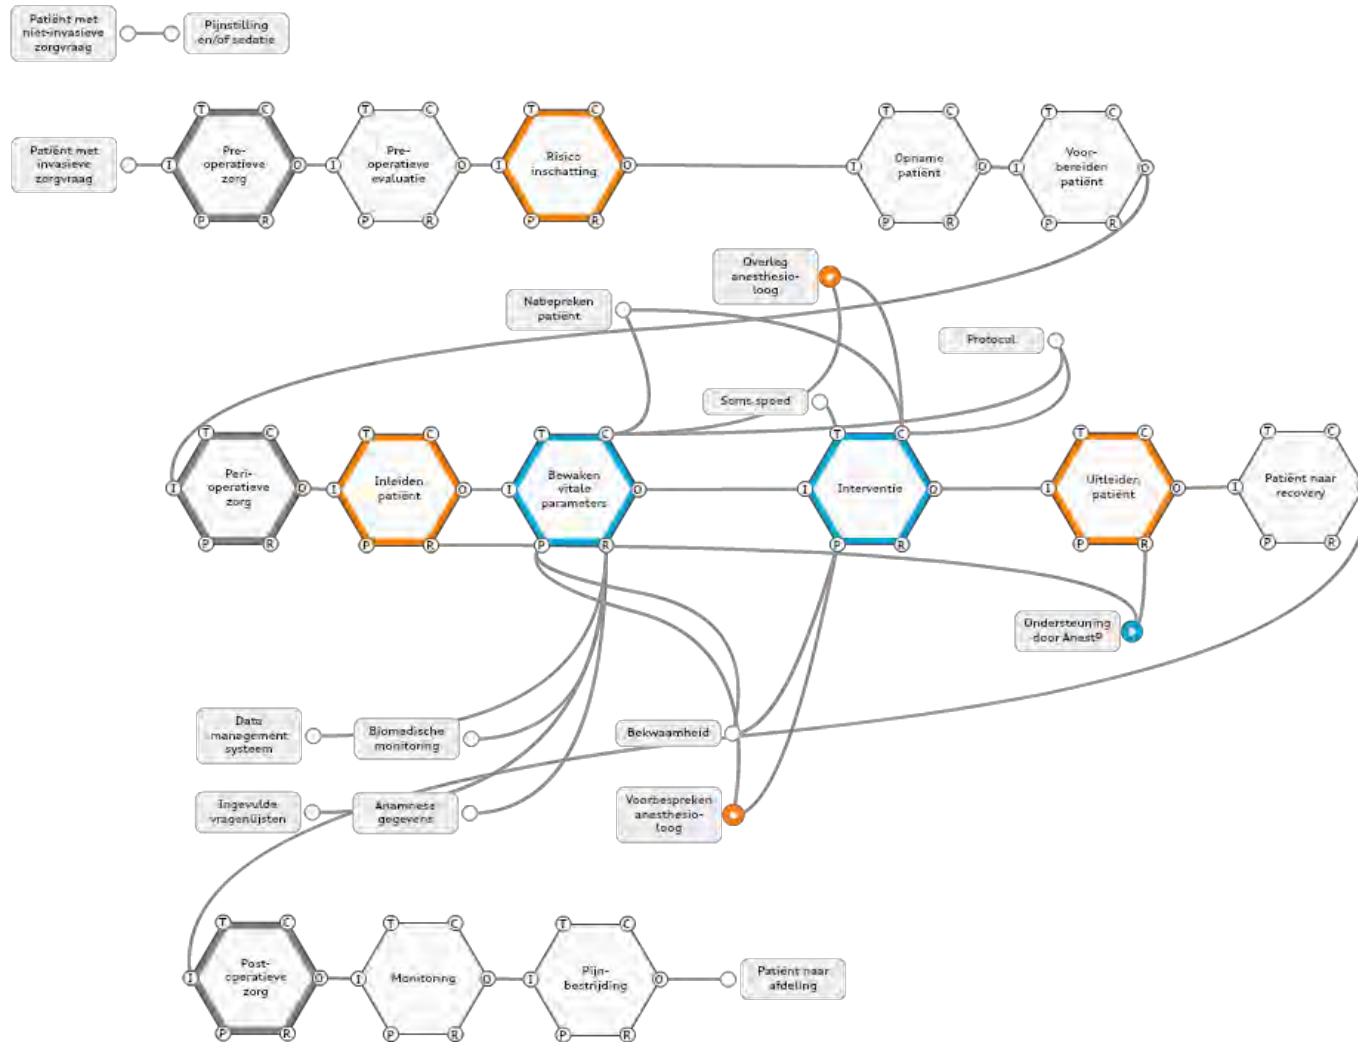 Patiënt met
niet-invasieve
zorgvraag
Pijnstilling
en/of sedatie
Patiënt met
invasieve
zorgvraag
T C
I O
P R
Pre-
operatieve
zorg
T C
I O
P R
Pre-
operatieve
evaluatie
T C
I O
P R
Risico
inschatting
T C
I O
P R
Opname
patiënt
T C
I O
P R
Voor-
bereiden
patiënt
Overleg
anesthesio-
loog
Nabepreken
patiënt
Protocol
Soms spoed
T C
I O
P R
Peri-
operatieve
zorg
T C
I O
P R
Inleiden
patiënt
T C
I O
P R
Bewaken
vitale
parameters
T C
I O
P R
Interventie
T C
I O
P R
Uitleiden
patiënt
T C
I
P R
Patiënt naar
recovery
Ondersteuning
door Anest
Data
management
systeem
Biomedische
monitoring
Bekwaamheid
Ingevulde
vragenlijsten
Anamnese
gegevens
Voorbespreken
anesthesio-
loog
T C
I O
P R
Post-
operatieve
zorg
T C
I O
P R
Monitoring
T C
I O
P R
Pijn-
bestrijding
Patiënt naar
afdeling